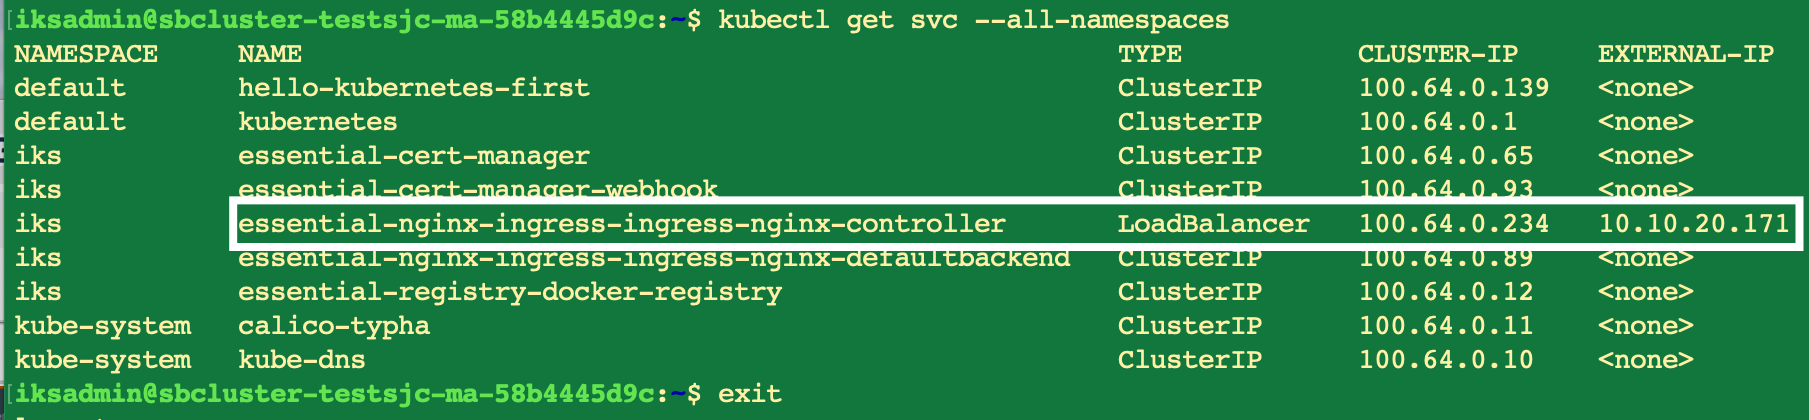 [iksadmin@sbcluster-testsjc-ma-58b4445d9c:~$ kubectl get svc --all-namespaces
NAMESPACE NAME TYPE CLUSTER-IP EXTERNAL-IP
default hello-kubernetes-first ClusterIP 100.64.0.139 <none>
default kubernetes ClusterIP 100.64.0.1 <none>
iks essential-cert-manager ClusterIP 100.64.0.65 <none>
iks essential-cert-manager-webhook ClusterIP 100.64.0.93 <none>
iks essential-nginx-ingress-ingress-nginx-controller LoadBalancer 100.64.0.234 10.10.20.171
iks essential-nginx-ingress-ingress-nginx-defaultbackend ClusterIP 100.64.0.89 <none>
iks essential-registry-docker-registry ClusterIP 100.64.0.12 <none>
kube-system calico-typha ClusterIP 100.64.0.11 <none>
kube-system kube-dns ClusterIP 100.64.0.10 <none>
[iksadmin@sbcluster-testsjc-ma-58b4445d9c:~$ exit